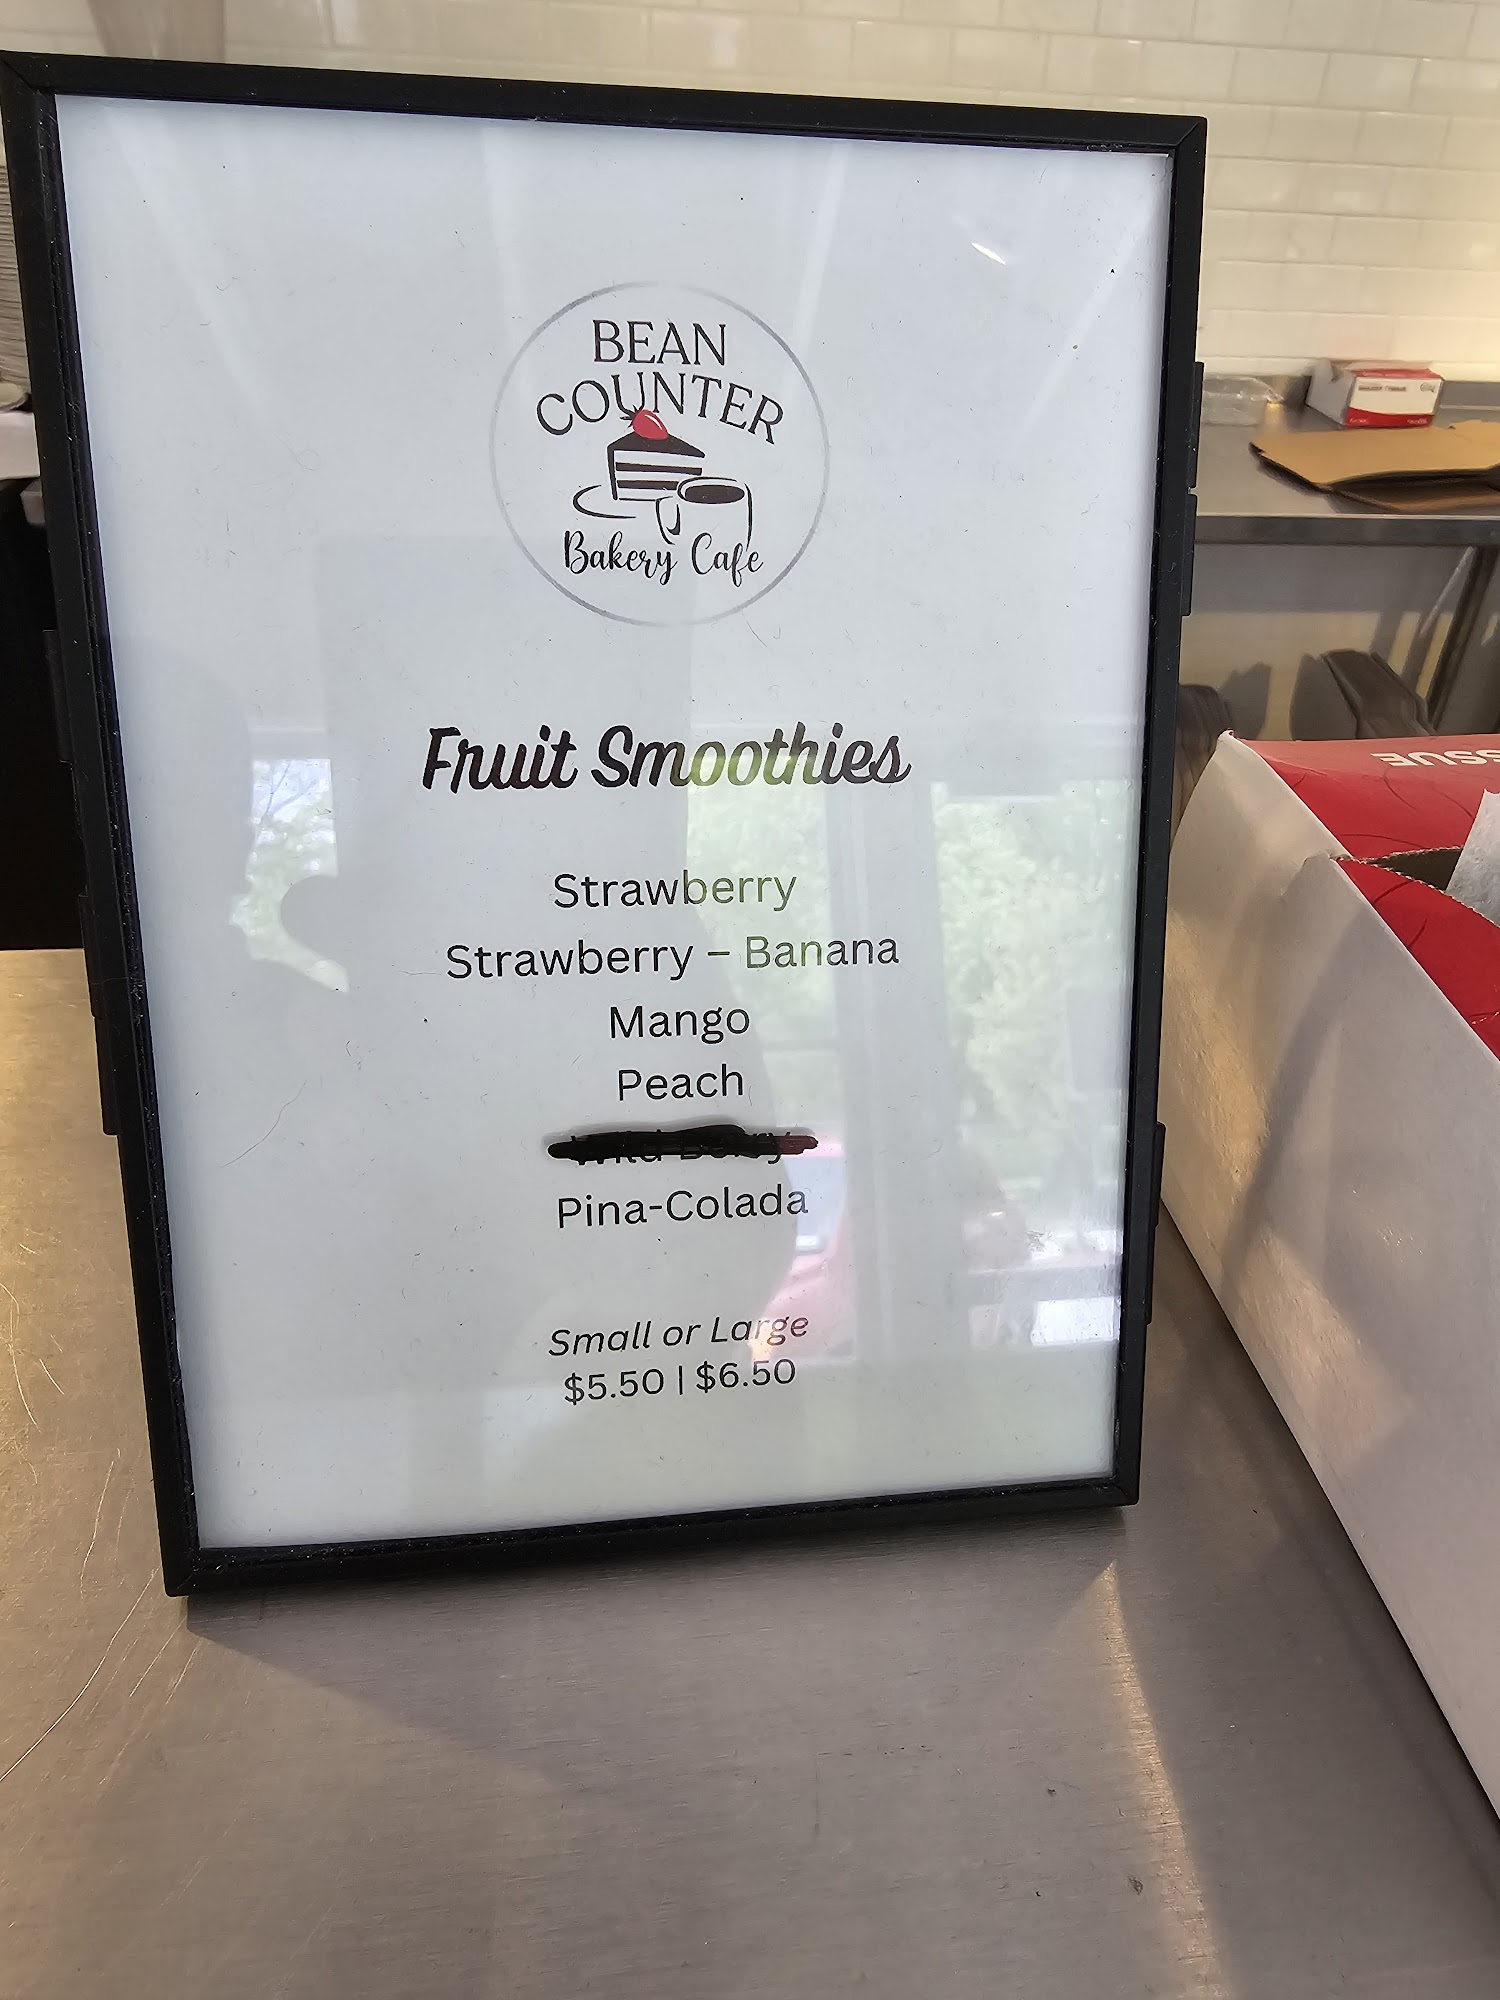 BEAN
COUNTER
Bakery Cafe
Fruit Smoothies
Strawberry
Strawberry – Banana
Mango
Peach
Pina-Colada
Small or Large
$5.50 | $6.50
SSUE